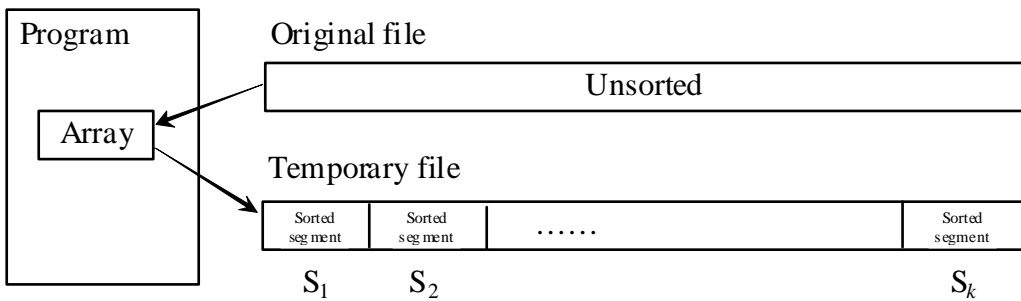 Program
Original file
Unsorted
Array
Temporary file
Sorted segment Sorted segment ...... Sorted segment
S₁ S₂ Sₖ